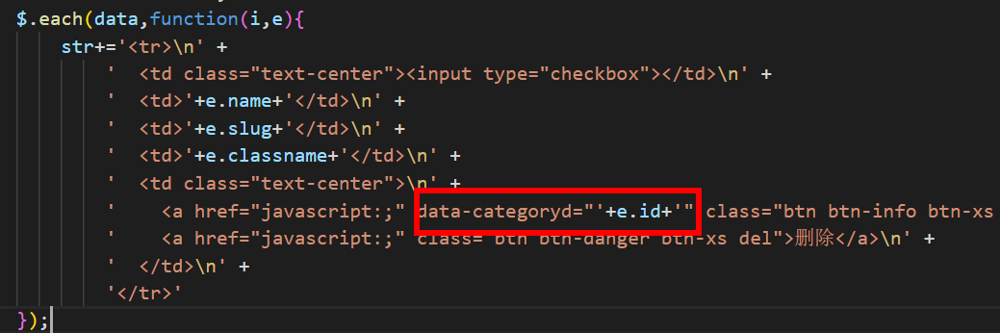 $.each(data,function(i,e){
str+='<tr>\n' +
'  <td class="text-center"><input type="checkbox"></td>\n' +
'  <td>'+e.name+'</td>\n' +
'  <td>'+e.slug+'</td>\n' +
'  <td>'+e.classname+'</td>\n' +
'  <td class="text-center">\n' +
'    <a href="javascript:;" data-categoryd="'+e.id+'" class="btn btn-info btn-xs
'    <a href="javascript:;" class="btn btn-danger btn-xs del">删除</a>\n' +
'  </td>\n' +
'</tr>'
});